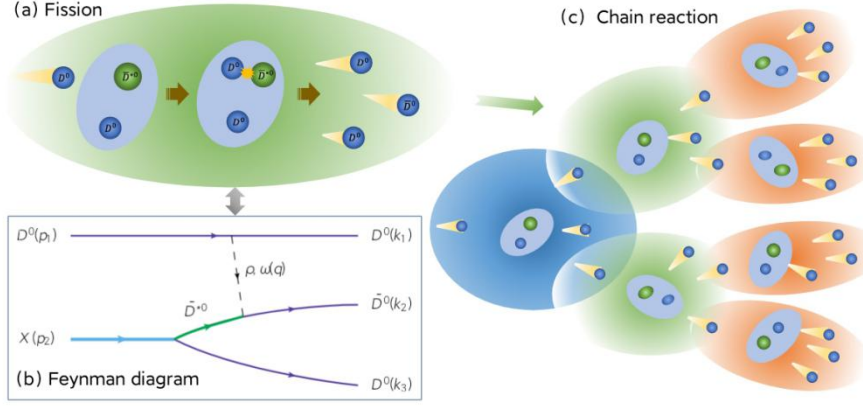 (a) Fission
(c) Chain reaction
D⁰
D̄*⁰
D⁰
D⁰
D̄*⁰
D⁰
D⁰
D̄⁰
D⁰
D⁰(p₁)
D⁰(k₁)
ρ, ω(q)
D̄*⁰
D̄⁰(k₂)
X(p₂)
(b) Feynman diagram
D⁰(k₃)